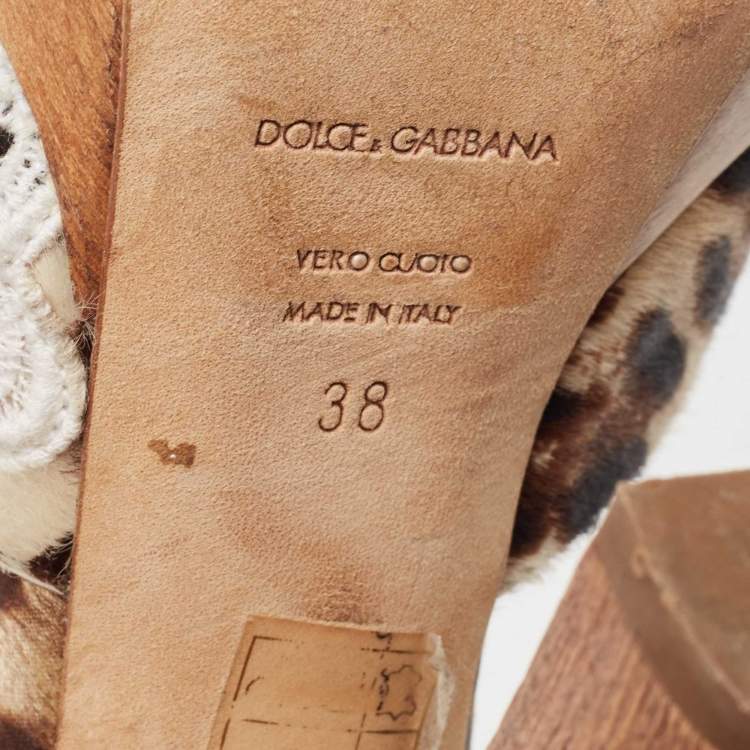 DOLCE & GABBANA
VERO CUOIO
MADE IN ITALY
38